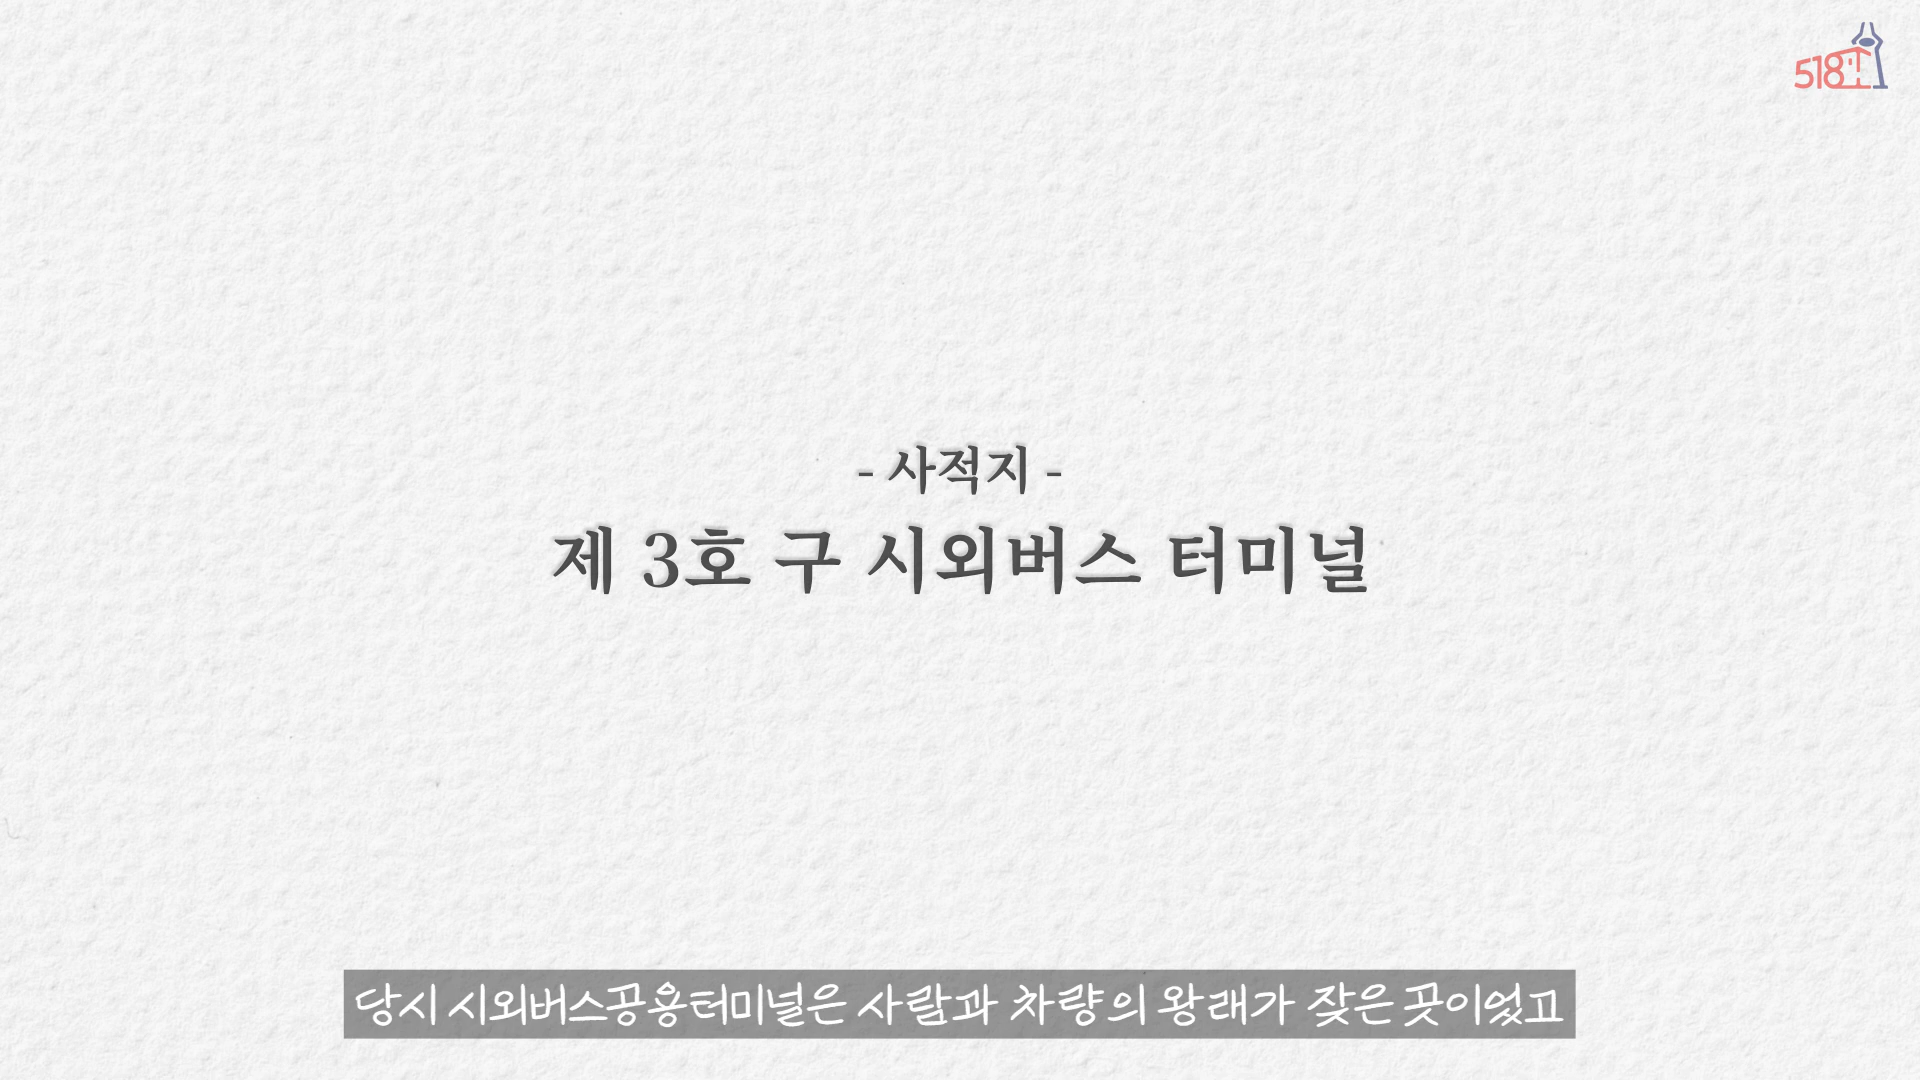 518
- 사적지 -
제 3호 구 시외버스 터미널
당시 시외버스공용터미널은 사람과 차량의 왕래가 잦은 곳이었고